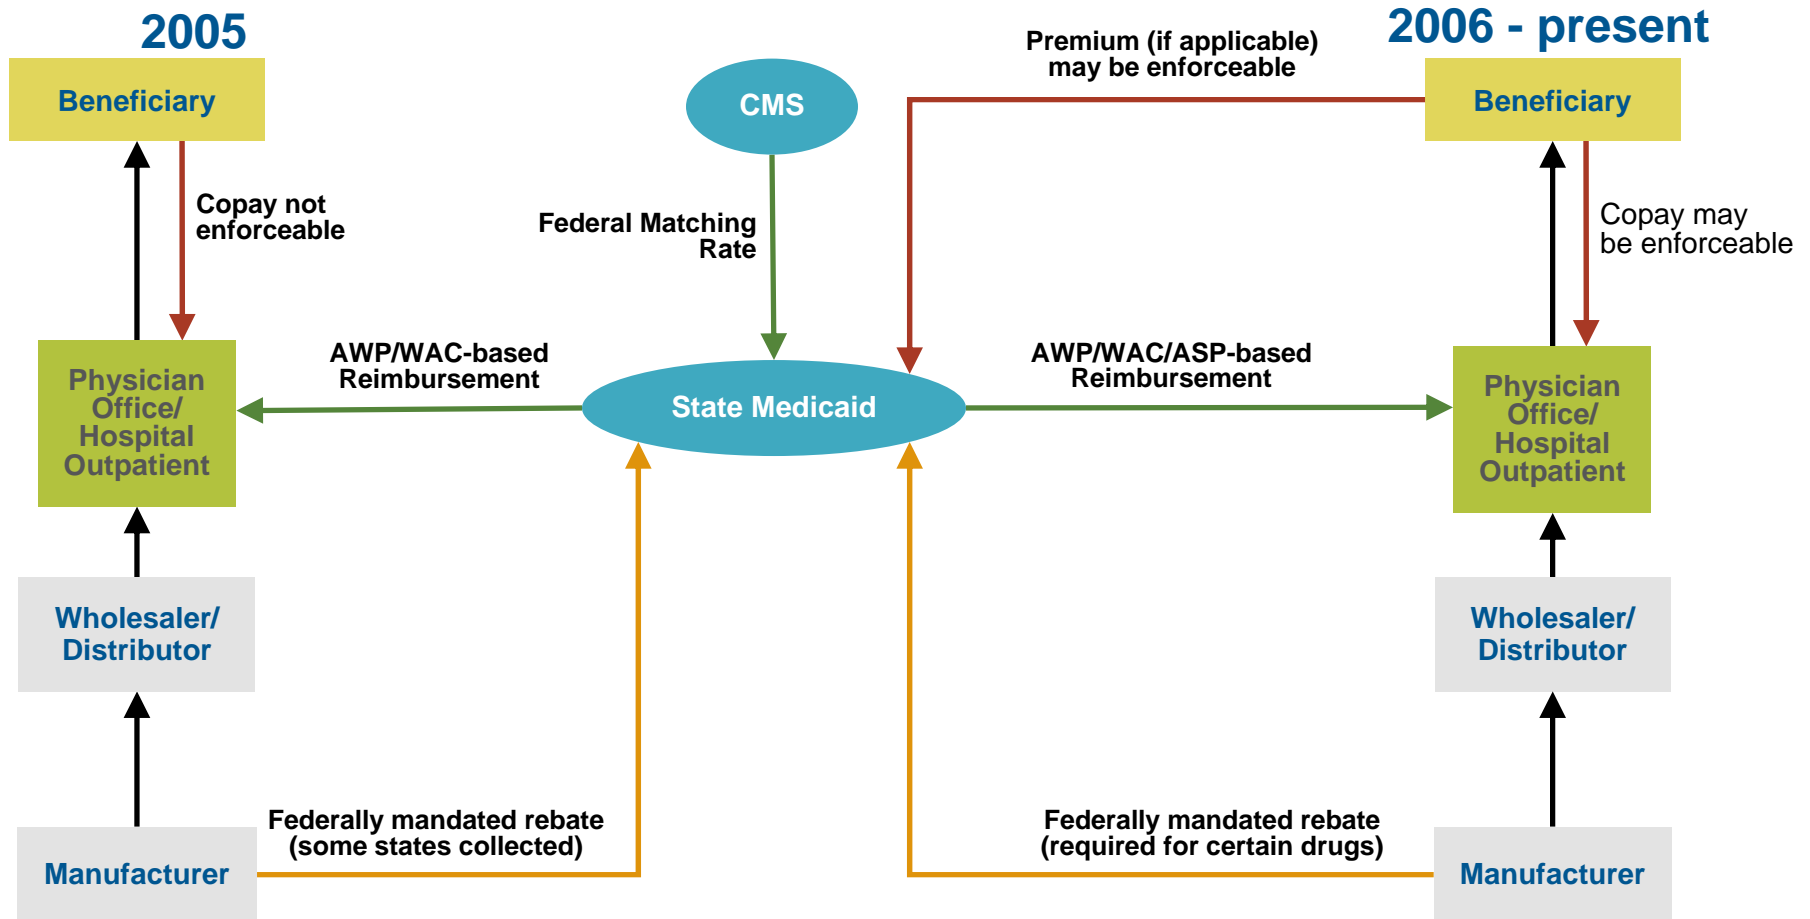 2005
2006 - present
Premium (if applicable)
may be enforceable
Beneficiary
CMS
Beneficiary
Copay not
enforceable
Federal Matching
Rate
Copay may
be enforceable
AWP/WAC-based
Reimbursement
AWP/WAC/ASP-based
Reimbursement
Physician
Office/
Hospital
Outpatient
State Medicaid
Physician
Office/
Hospital
Outpatient
Wholesaler/
Distributor
Wholesaler/
Distributor
Federally mandated rebate
(some states collected)
Federally mandated rebate
(required for certain drugs)
Manufacturer
Manufacturer